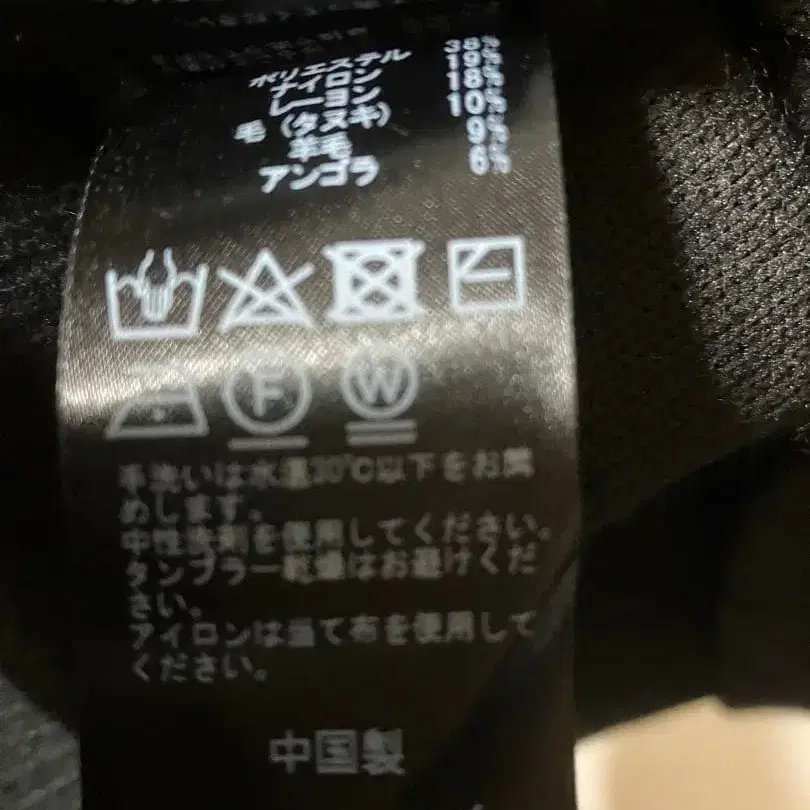 ポリエステル 38%
ナイロン 19%
レーヨン 18%
毛(タヌキ) 10%
羊毛 9%
アンゴラ 6%
F
W
手洗いは水温30℃以下をお薦
めします。
中性洗剤を使用してください。
タンブラー乾燥はお避けくだ
さい。
アイロンは当て布を使用して
ください。
中国製